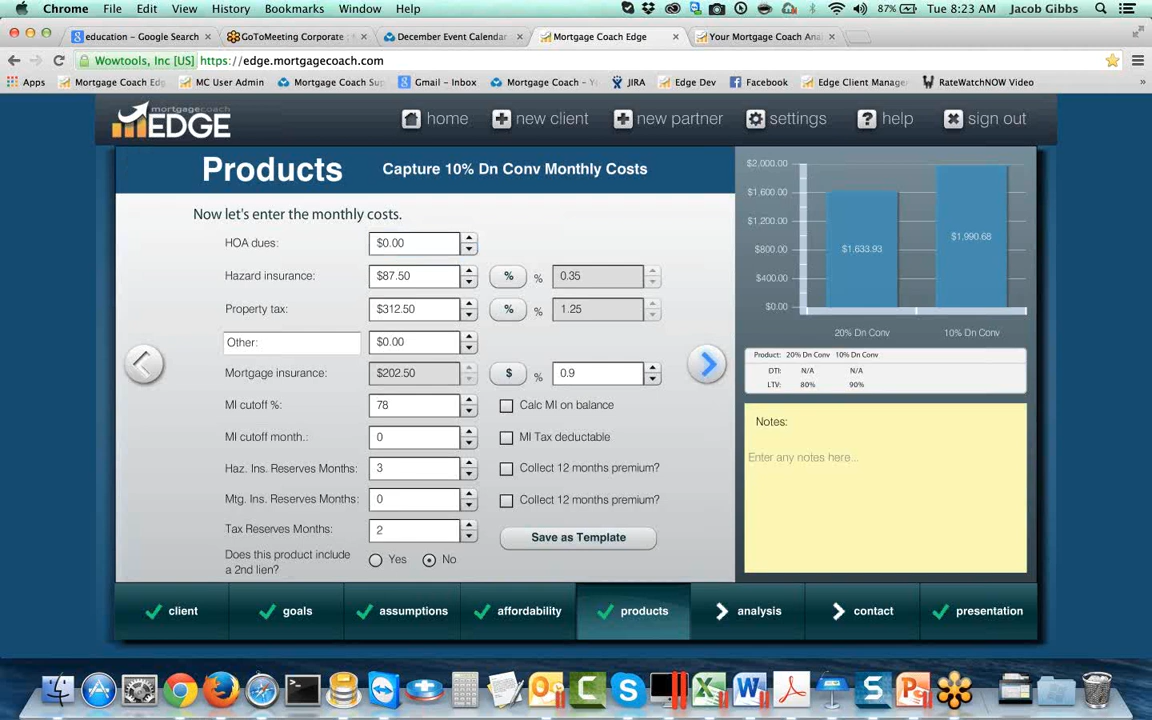 Chrome File Edit View History Bookmarks Window Help 87% Tue 8:23 AM Jacob Gibbs
education – Google Search GoToMeeting Corporate : December Event Calendar Mortgage Coach Edge Your Mortgage Coach Ana
Wowtools, Inc [US] https://edge.mortgagecoach.com
Apps Mortgage Coach Edge MC User Admin Mortgage Coach Sup Gmail – Inbox Mortgage Coach – Y JIRA Edge Dev Facebook Edge Client Manager RateWatchNOW Video »
mortgagecoach
EDGE
home new client new partner settings help sign out
Products Capture 10% Dn Conv Monthly Costs
Now let's enter the monthly costs.
HOA dues: $0.00
Hazard insurance: $87.50 % % 0.35
Property tax: $312.50 % % 1.25
Other: $0.00
Mortgage insurance: $202.50 $ % 0.9
MI cutoff %: 78 Calc MI on balance
MI cutoff month.: 0 MI Tax deductable
Haz. Ins. Reserves Months: 3 Collect 12 months premium?
Mtg. Ins. Reserves Months: 0 Collect 12 months premium?
Tax Reserves Months: 2 Save as Template
Does this product include
a 2nd lien? Yes No
$2,000.00
$1,600.00
$1,200.00
$800.00
$400.00
$0.00
$1,633.93 $1,990.68
20% Dn Conv 10% Dn Conv
Product: 20% Dn Conv 10% Dn Conv
DTI: N/A N/A
LTV: 80% 90%
Notes:
Enter any notes here...
client goals assumptions affordability products analysis contact presentation